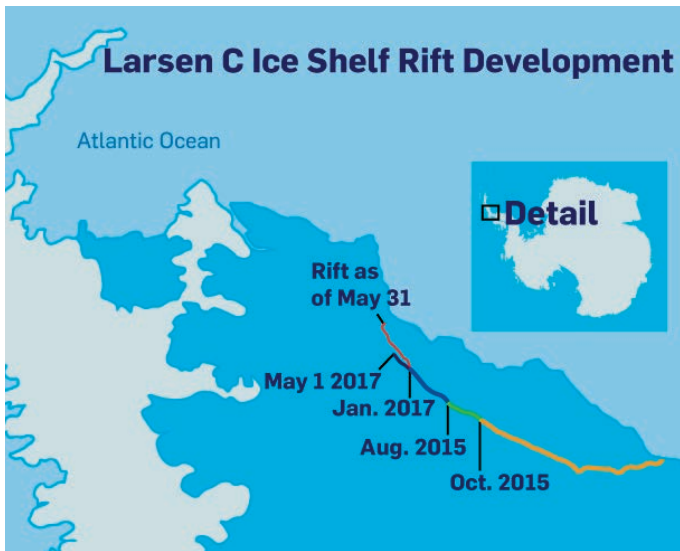 Larsen C Ice Shelf Rift Development
Atlantic Ocean
Detail
Rift as
of May 31
May 1 2017
Jan. 2017
Aug. 2015
Oct. 2015